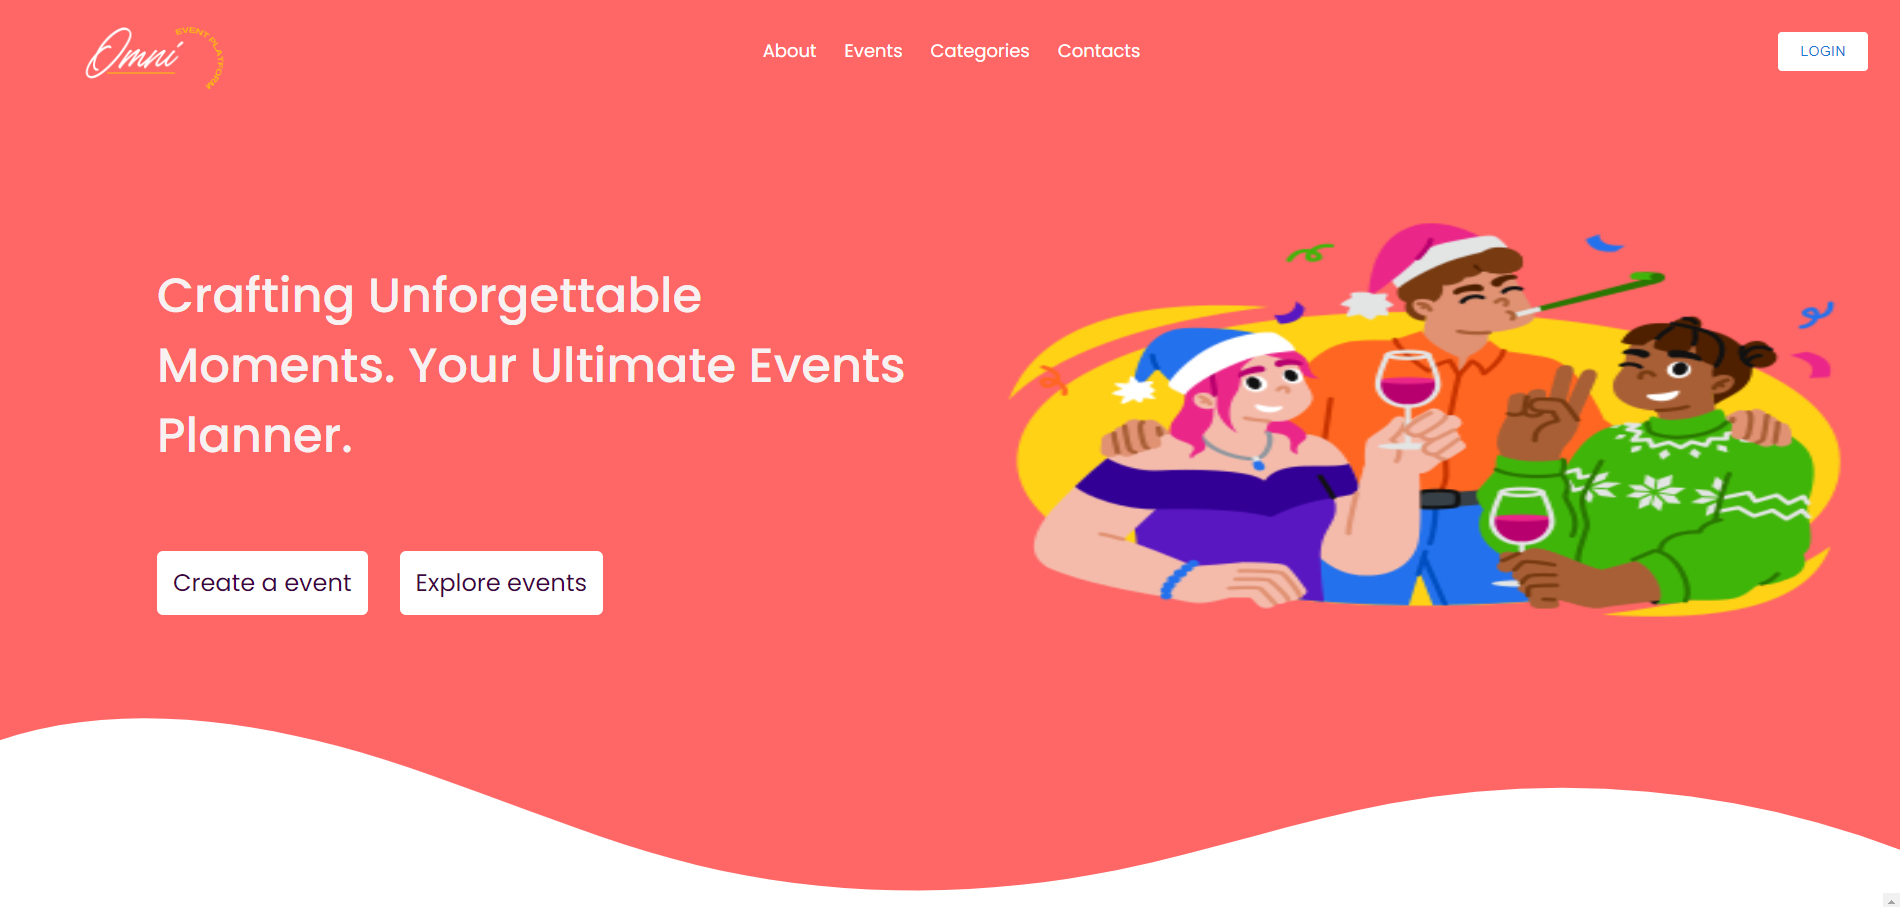 Omni
EVENT PLATFORM
About
Events
Categories
Contacts
LOGIN
Crafting Unforgettable
Moments. Your Ultimate Events
Planner.
Create a event
Explore events